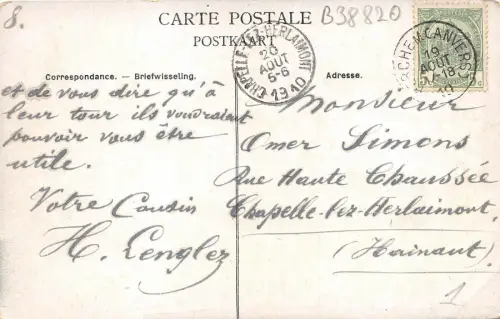 8.
CARTE POSTALE
B38820
POSTKAART
CHAPELLE-LEZ-HERLAIMONT
20
AOUT
5-6
1910
19
AOUT
10
Correspondance. — Briefwisseling.
Adresse.
et de vous dire qu'à
leur tour ils voudraient
pouvoir vous être
utile.
Votre Cousin
H. Lenglez
Monsieur
Omer Simons
Rue Haute Chaussée
Chapelle-lez-Herlaimont,
(Hainaut)
1